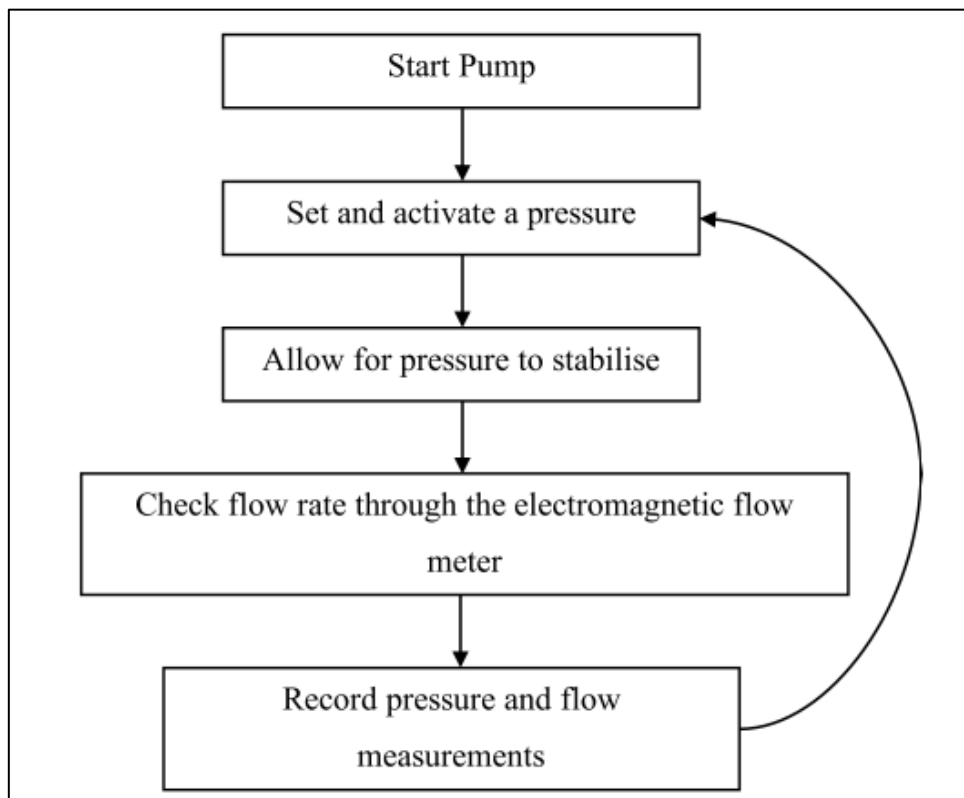 Start Pump
Set and activate a pressure
Allow for pressure to stabilise
Check flow rate through the electromagnetic flow
meter
Record pressure and flow
measurements